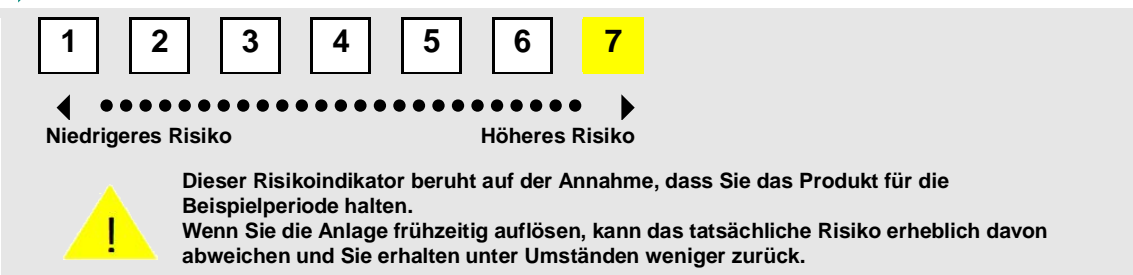 1 2 3 4 5 6 7
Niedrigeres Risiko Höheres Risiko
Dieser Risikoindikator beruht auf der Annahme, dass Sie das Produkt für die
Beispielperiode halten.
! Wenn Sie die Anlage frühzeitig auflösen, kann das tatsächliche Risiko erheblich davon
abweichen und Sie erhalten unter Umständen weniger zurück.